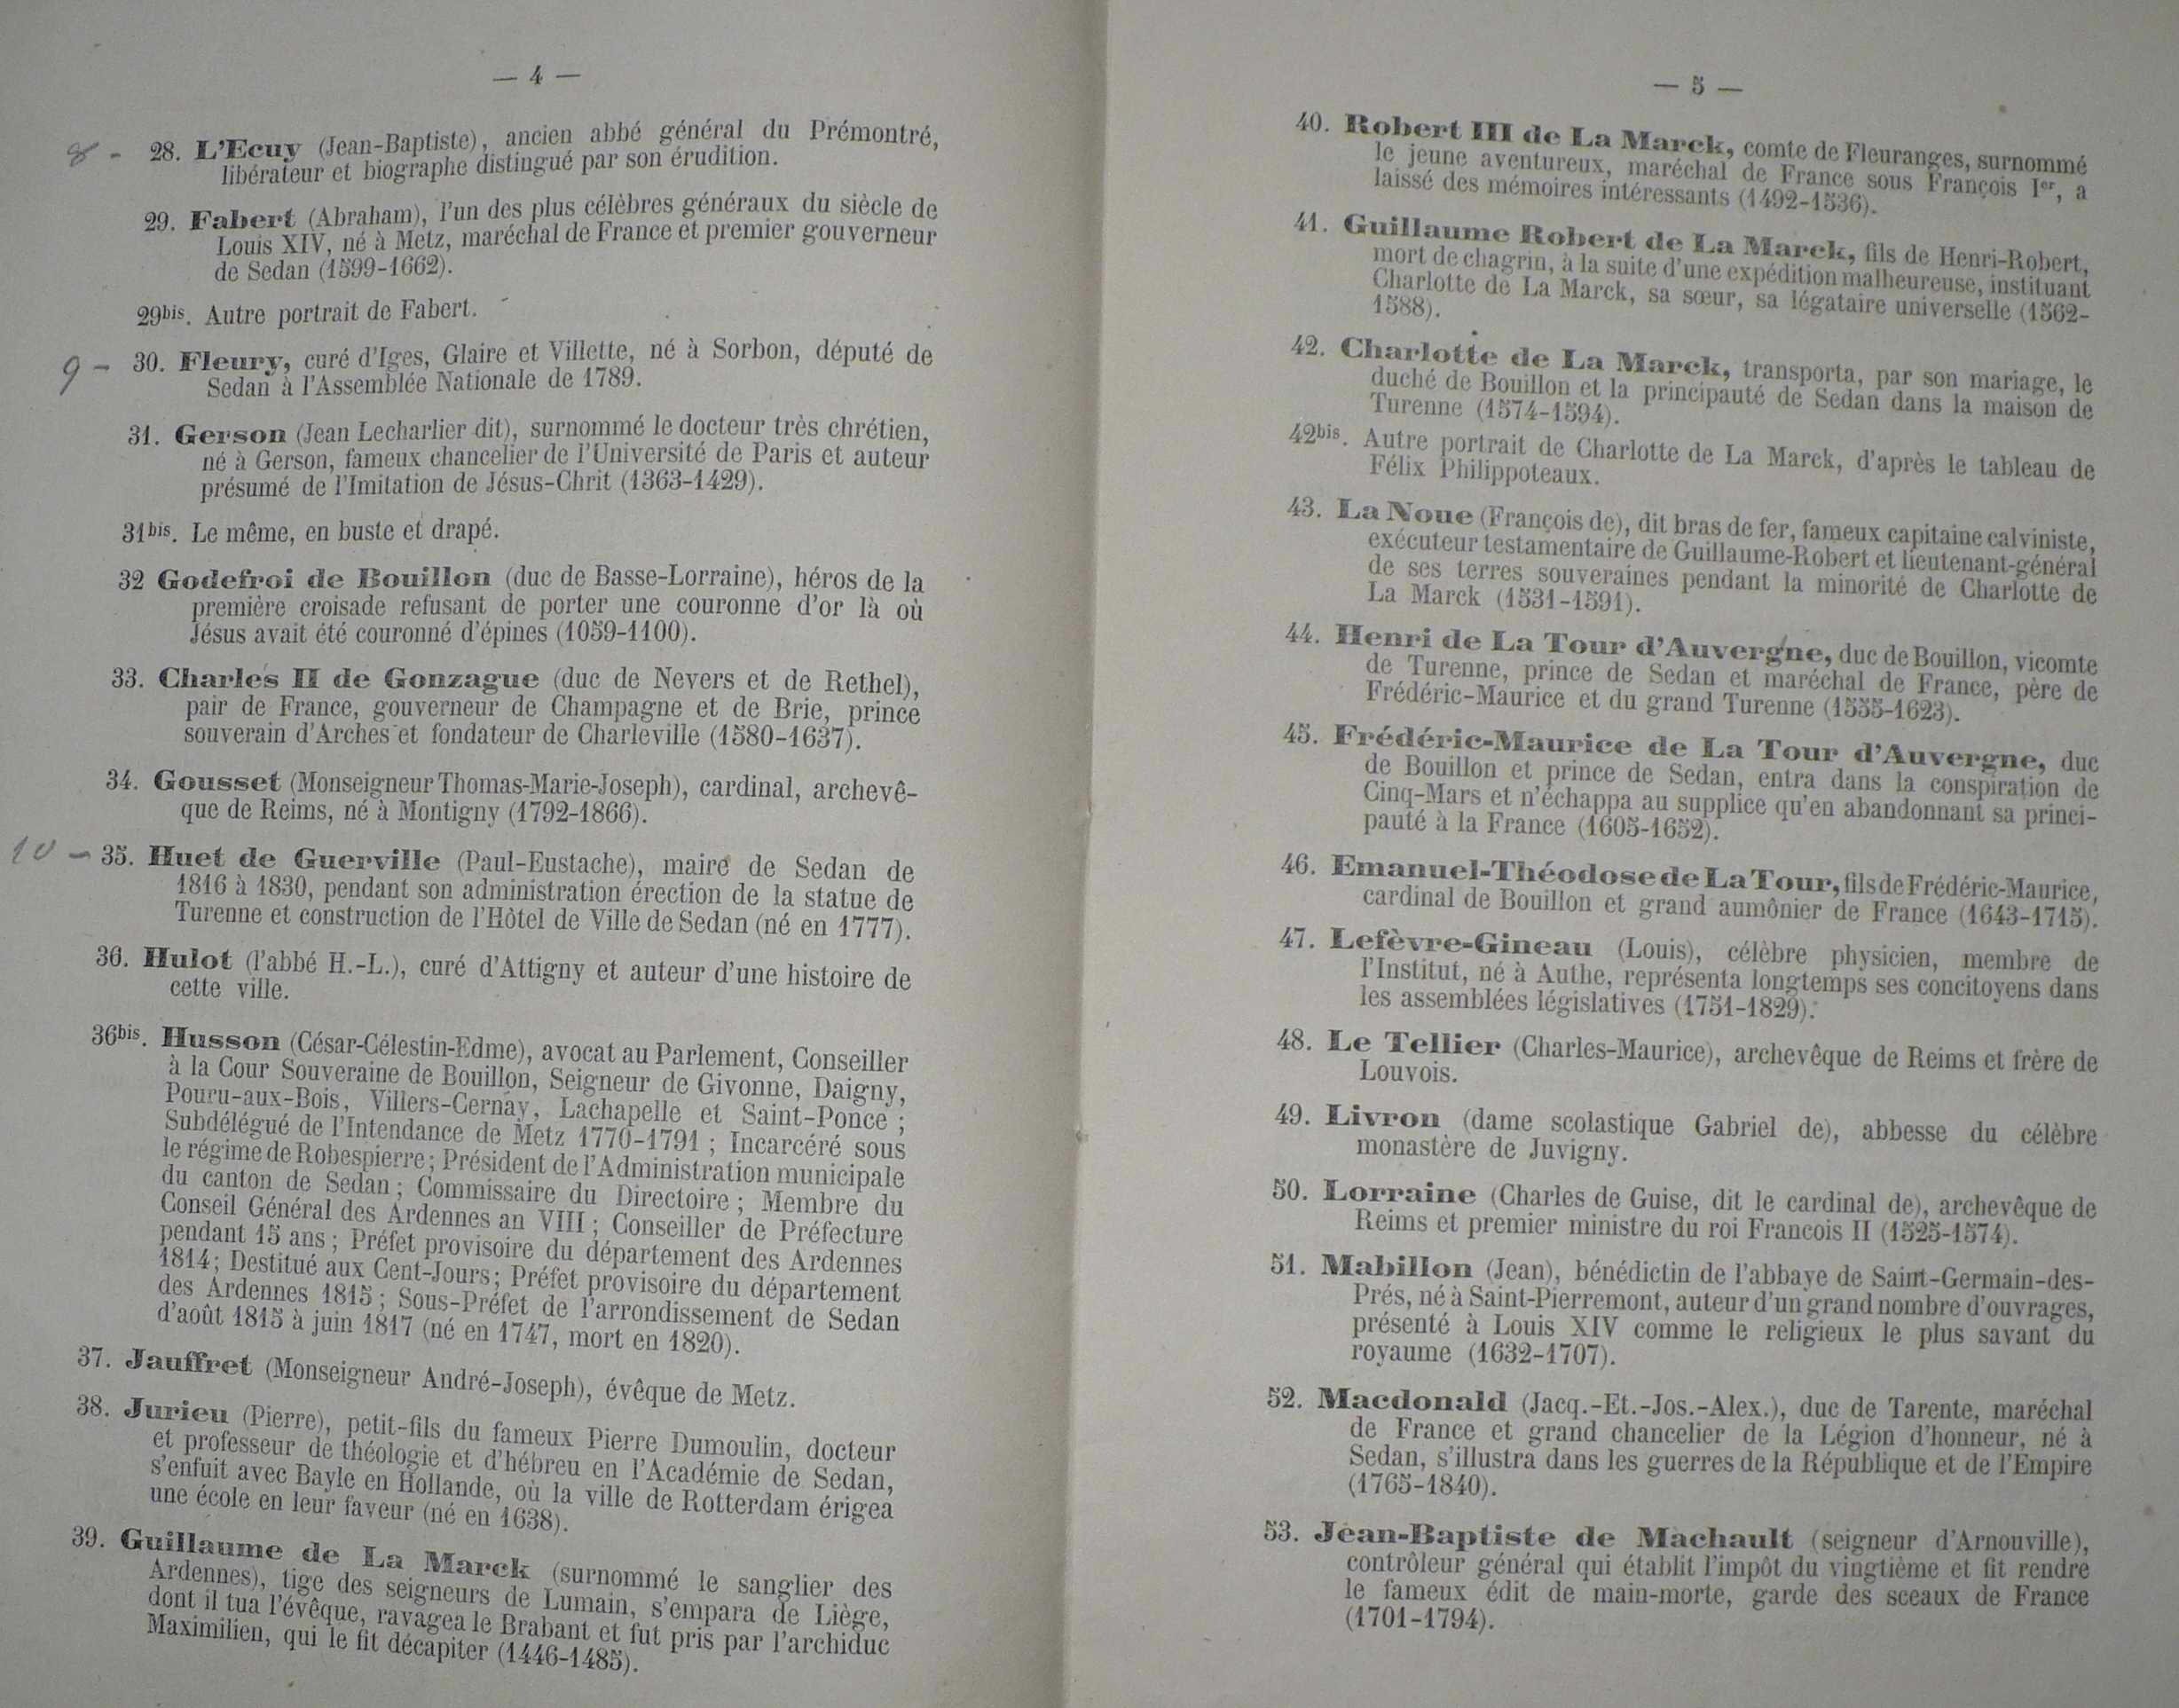 — 4 —
8 - 28. L'Ecuy (Jean-Baptiste), ancien abbé général du Prémontré,
libérateur et biographe distingué par son érudition.
29. Fabert (Abraham), l'un des plus célèbres généraux du siècle de
Louis XIV, né à Metz, maréchal de France et premier gouverneur
de Sedan (1599-1662).
29bis. Autre portrait de Fabert.
9 - 30. Fleury, curé d'Iges, Glaire et Villette, né à Sorbon, député de
Sedan à l'Assemblée Nationale de 1789.
31. Gerson (Jean Lecharlier dit), surnommé le docteur très chrétien,
né à Gerson, fameux chancelier de l'Université de Paris et auteur
présumé de l'Imitation de Jésus-Chrit (1363-1429).
31bis. Le même, en buste et drapé.
32 Godefroi de Bouillon (duc de Basse-Lorraine), héros de la
première croisade refusant de porter une couronne d'or là où
Jésus avait été couronné d'épines (1059-1100).
33. Charles II de Gonzague (duc de Nevers et de Rethel),
pair de France, gouverneur de Champagne et de Brie, prince
souverain d'Arches et fondateur de Charleville (1580-1637).
34. Gousset (Monseigneur Thomas-Marie-Joseph), cardinal, archevê-
que de Reims, né à Montigny (1792-1866).
10 - 35. Huet de Guerville (Paul-Eustache), maire de Sedan de
1816 à 1830, pendant son administration érection de la statue de
Turenne et construction de l'Hôtel de Ville de Sedan (né en 1777).
36. Hulot (l'abbé H.-L.), curé d'Attigny et auteur d'une histoire de
cette ville.
36bis. Husson (César-Célestin-Edme), avocat au Parlement, Conseiller
à la Cour Souveraine de Bouillon, Seigneur de Givonne, Daigny,
Pouru-aux-Bois, Villers-Cernay, Lachapelle et Saint-Ponce ;
Subdélégué de l'Intendance de Metz 1770-1791 ; Incarcéré sous
le régime de Robespierre ; Président de l'Administration municipale
du canton de Sedan ; Commissaire du Directoire ; Membre du
Conseil Général des Ardennes an VIII ; Conseiller de Préfecture
pendant 15 ans ; Préfet provisoire du département des Ardennes
1814; Destitué aux Cent-Jours; Préfet provisoire du département
des Ardennes 1815 ; Sous-Préfet de l'arrondissement de Sedan
d'août 1815 à juin 1817 (né en 1747, mort en 1820).
37. Jauffret (Monseigneur André-Joseph), évêque de Metz.
38. Jurieu (Pierre), petit-fils du fameux Pierre Dumoulin, docteur
et professeur de théologie et d'hébreu en l'Académie de Sedan,
s'enfuit avec Bayle en Hollande, où la ville de Rotterdam érigea
une école en leur faveur (né en 1638).
39. Guillaume de La Marck (surnommé le sanglier des
Ardennes), tige des seigneurs de Lumain, s'empara de Liège,
dont il tua l'évêque, ravagea le Brabant et fut pris par l'archiduc
Maximilien, qui le fit décapiter (1446-1485).
— 5 —
40. Robert III de La Marck, comte de Fleuranges, surnommé
le jeune aventureux, maréchal de France sous François Ier, a
laissé des mémoires intéressants (1492-1536).
41. Guillaume Robert de La Marck, fils de Henri-Robert,
mort de chagrin, à la suite d'une expédition malheureuse, instituant
Charlotte de La Marck, sa sœur, sa légataire universelle (1562-
1588).
42. Charlotte de La Marck, transporta, par son mariage, le
duché de Bouillon et la principauté de Sedan dans la maison de
Turenne (1574-1594).
42bis. Autre portrait de Charlotte de La Marck, d'après le tableau de
Félix Philippoteaux.
43. La Noue (François de), dit bras de fer, fameux capitaine calviniste,
exécuteur testamentaire de Guillaume-Robert et lieutenant-général
de ses terres souveraines pendant la minorité de Charlotte de
La Marck (1531-1591).
44. Henri de La Tour d'Auvergne, duc de Bouillon, vicomte
de Turenne, prince de Sedan et maréchal de France, père de
Frédéric-Maurice et du grand Turenne (1555-1623).
45. Frédéric-Maurice de La Tour d'Auvergne, duc
de Bouillon et prince de Sedan, entra dans la conspiration de
Cinq-Mars et n'échappa au supplice qu'en abandonnant sa princi-
pauté à la France (1605-1652).
46. Emanuel-Théodose de La Tour, fils de Frédéric-Maurice,
cardinal de Bouillon et grand aumônier de France (1643-1715).
47. Lefèvre-Gineau (Louis), célèbre physicien, membre de
l'Institut, né à Authe, représenta longtemps ses concitoyens dans
les assemblées législatives (1751-1829).
48. Le Tellier (Charles-Maurice), archevêque de Reims et frère de
Louvois.
49. Livron (dame scolastique Gabriel de), abbesse du célèbre
monastère de Juvigny.
50. Lorraine (Charles de Guise, dit le cardinal de), archevêque de
Reims et premier ministre du roi Francois II (1525-1574).
51. Mabillon (Jean), bénédictin de l'abbaye de Saint-Germain-des-
Prés, né à Saint-Pierremont, auteur d'un grand nombre d'ouvrages,
présenté à Louis XIV comme le religieux le plus savant du
royaume (1632-1707).
52. Macdonald (Jacq.-Et.-Jos.-Alex.), duc de Tarente, maréchal
de France et grand chancelier de la Légion d'honneur, né à
Sedan, s'illustra dans les guerres de la République et de l'Empire
(1765-1840).
53. Jean-Baptiste de Machault (seigneur d'Arnouville),
contrôleur général qui établit l'impôt du vingtième et fit rendre
le fameux édit de main-morte, garde des sceaux de France
(1701-1794).